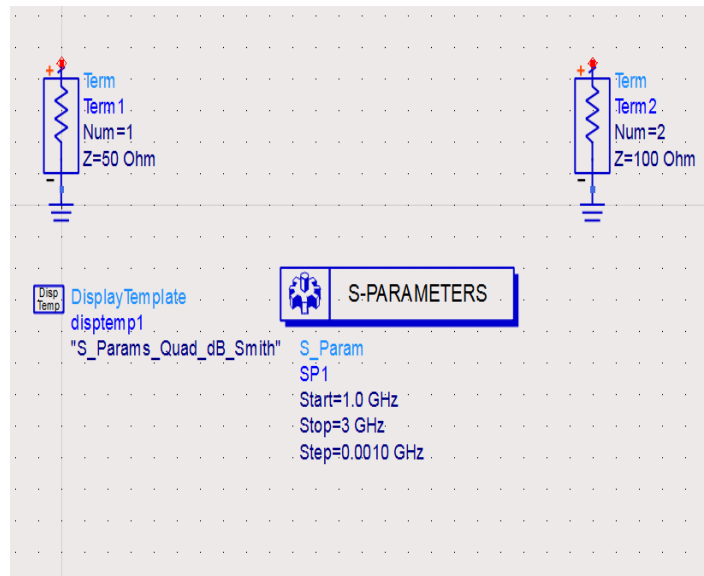 +
Term
Term1
Num=1
Z=50 Ohm
-
+
Term
Term2
Num=2
Z=100 Ohm
-
Disp
Temp
DisplayTemplate
disptemp1
"S_Params_Quad_dB_Smith"
S-PARAMETERS
S_Param
SP1
Start=1.0 GHz
Stop=3 GHz
Step=0.0010 GHz